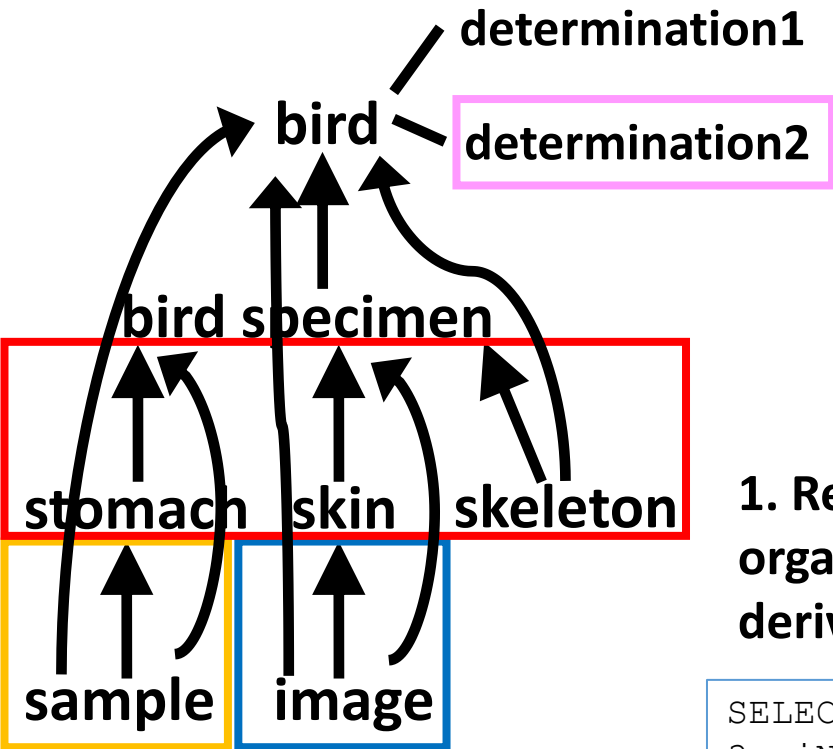 determination1
bird
determination2
bird specimen
stomach skin skeleton
sample image
1. Re
orga
deriv
SELEC